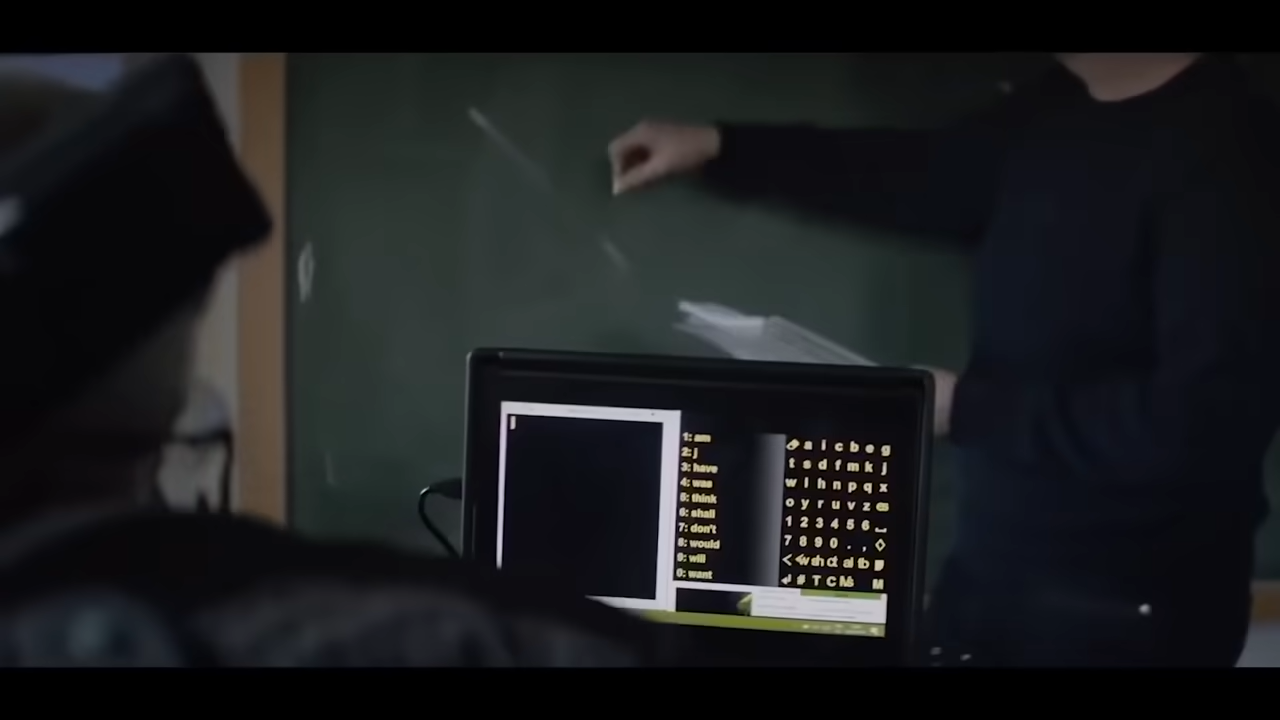 1: am
2: j
3: have
4: was
5: think
6: shall
7: don't
8: would
9: will
0: want
a i c b e g
t s d f m k j
w l h n p q x
o y r u v z
1 2 3 4 5 6
7 8 9 0 . ,
< 
# T C M